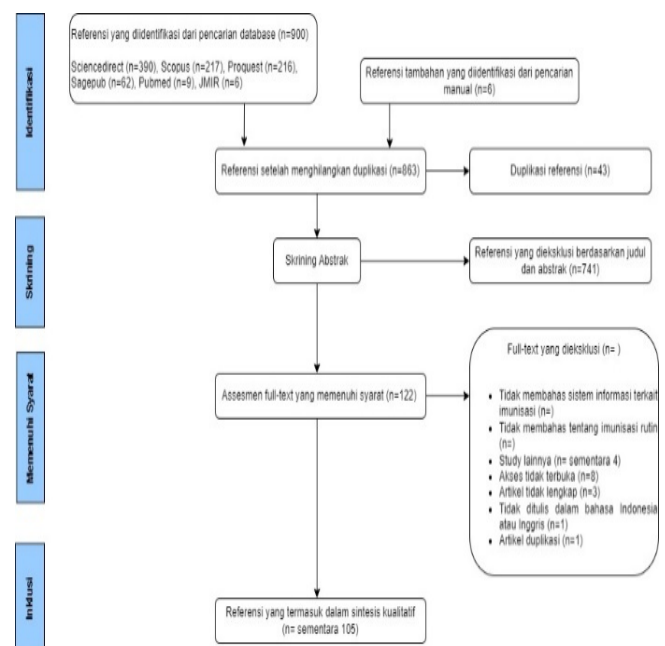 Identifikasi
Referensi yang diidentifikasi dari pencarian database (n=900)
Sciencedirect (n=390), Scopus (n=217), Proquest (n=216),
Sagepub (n=62), Pubmed (n=9), JMIR (n=6)
Referensi tambahan yang diidentifikasi dari pencarian
manual (n=6)
Referensi setelah menghilangkan duplikasi (n=863)
Duplikasi referensi (n=43)
Skrining
Skrining Abstrak
Referensi yang dieksklusi berdasarkan judul
dan abstrak (n=741)
Memenuhi Syarat
Assesmen full-text yang memenuhi syarat (n=122)
Full-text yang dieksklusi (n= )
• Tidak membahas sistem informasi terkait
imunisasi (n=)
• Tidak membahas tentang imunisasi rutin
(n=)
• Study lainnya (n= sementara 4)
• Akses tidak terbuka (n=8)
• Artikel tidak lengkap (n=3)
• Tidak ditulis dalam bahasa Indonesia
atau Inggris (n=1)
• Artikel duplikasi (n=1)
Inklusi
Referensi yang termasuk dalam sintesis kualitatif
(n= sementara 105)